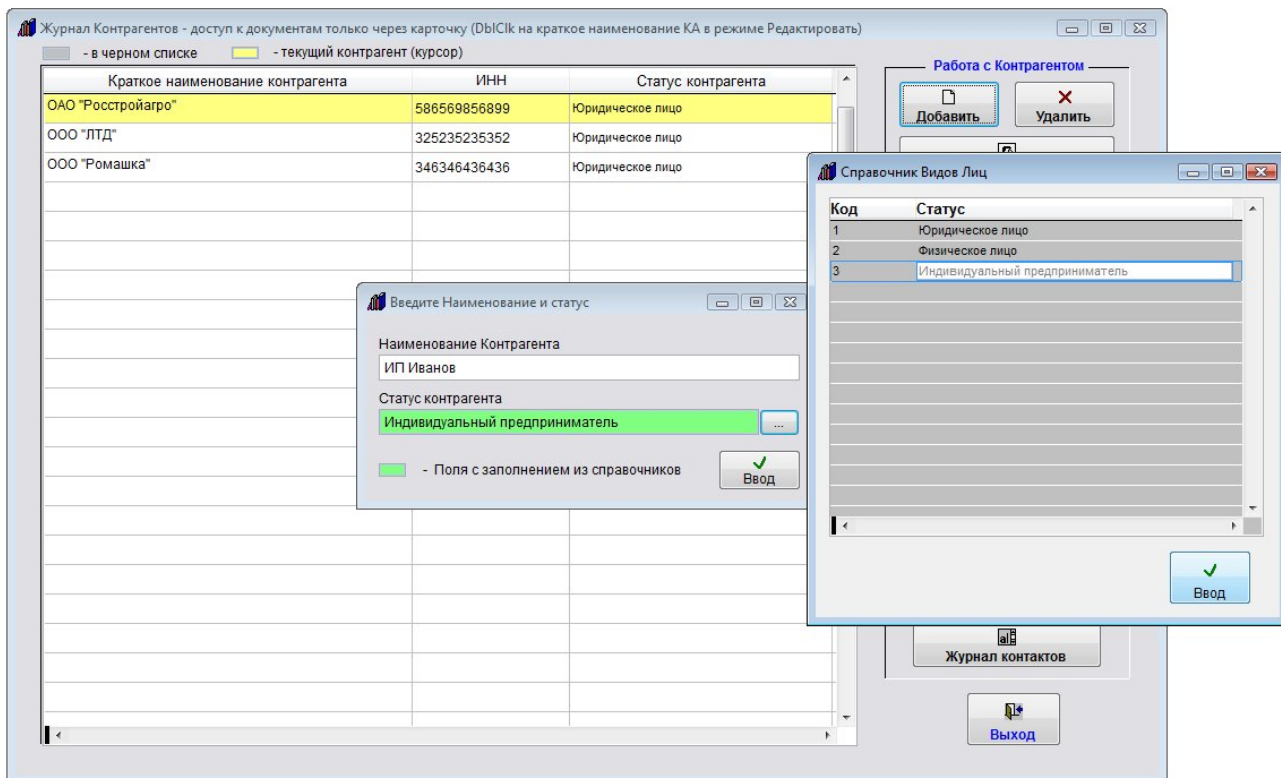 Журнал Контрагентов - доступ к документам только через карточку (DblClk на краткое наименование КА в режиме Редактировать)
- в черном списке - текущий контрагент (курсор)
Краткое наименование контрагента ИНН Статус контрагента
ОАО "Росстройагро" 586569856899 Юридическое лицо
ООО "ЛТД" 325235235352 Юридическое лицо
ООО "Ромашка" 346346436436 Юридическое лицо
Работа с Контрагентом
Добавить Удалить
Справочник Видов Лиц
Код Статус
1 Юридическое лицо
2 Физическое лицо
3 Индивидуальный предприниматель
Ввод
Введите Наименование и статус
Наименование Контрагента
ИП Иванов
Статус контрагента
Индивидуальный предприниматель ...
- Поля с заполнением из справочников
Ввод
Журнал контактов
Выход